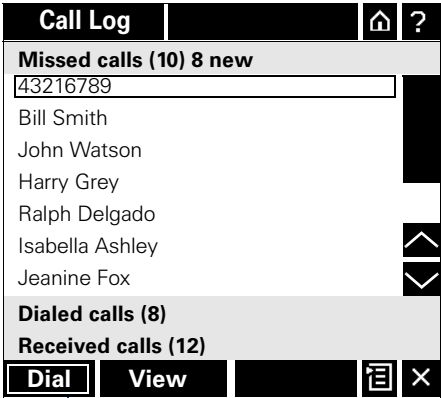 Call Log ?
Missed calls (10) 8 new
43216789
Bill Smith
John Watson
Harry Grey
Ralph Delgado
Isabella Ashley
Jeanine Fox
Dialed calls (8)
Received calls (12)
Dial View